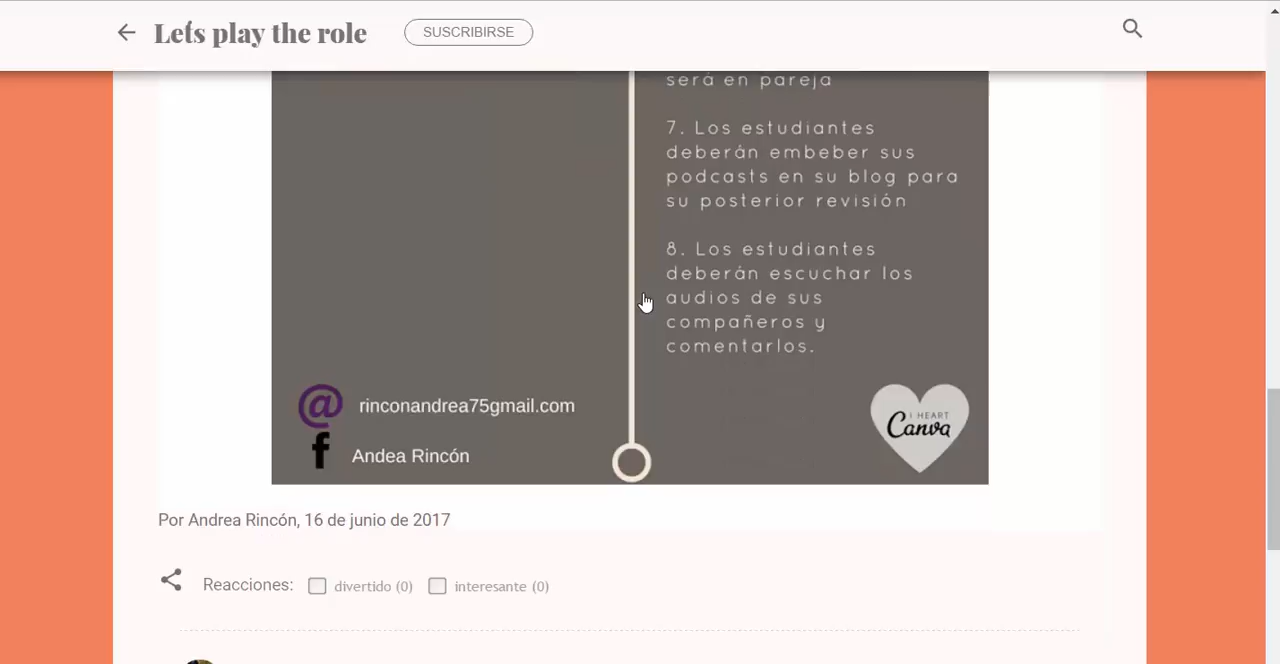 Let's play the role
SUSCRIBIRSE
será en pareja
7. Los estudiantes
deberán embeber sus
podcasts en su blog para
su posterior revisión
8. Los estudiantes
deberán escuchar los
audios de sus
compañeros y
comentarlos.
@ rinconandrea75gmail.com
f Andea Rincón
I HEART
Canva
Por Andrea Rincón, 16 de junio de 2017
Reacciones: divertido (0) interesante (0)